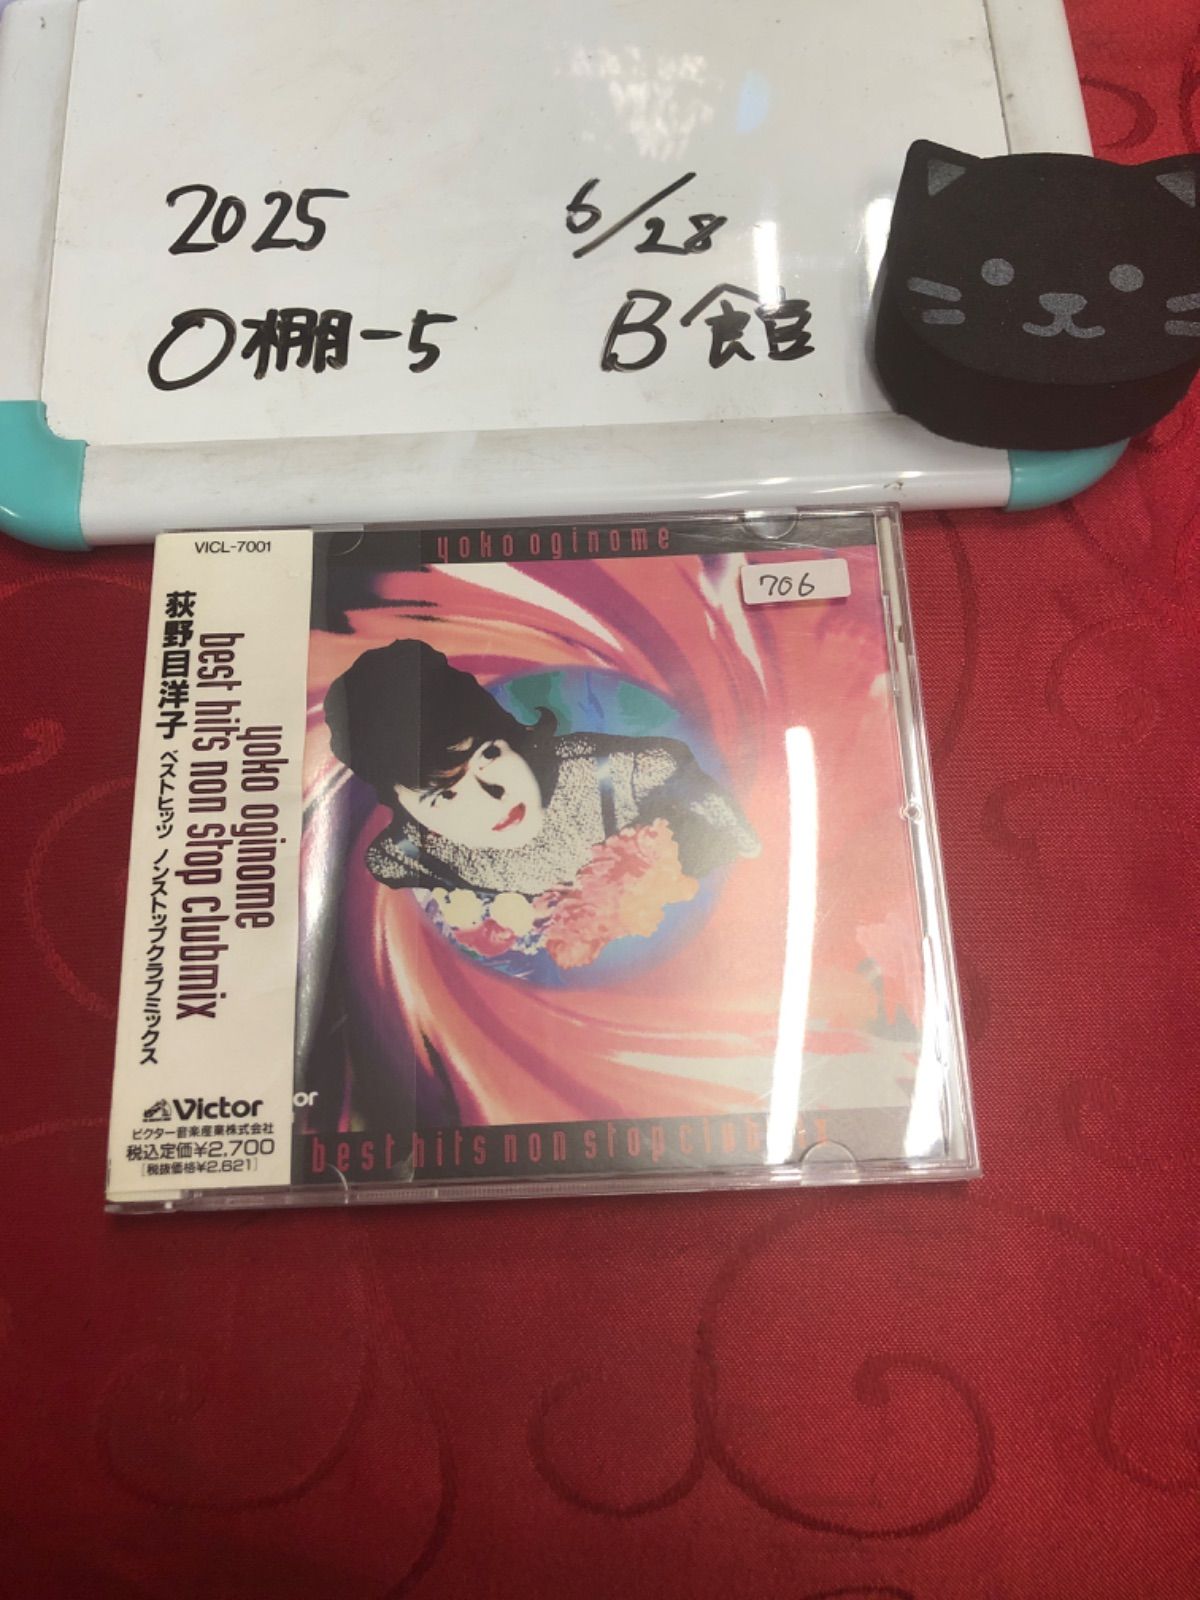 2025 6/28
O棚-5 B館
VICL-7001
荻野目洋子 ベストヒッツ ノンストップクラブミックス
yoko oginome
best hits non stop clubmix
Victor
ビクター音楽産業株式会社
税込定価¥2,700
[税抜価格¥2,621]
yoko oginome
706
or
best hits non stop clubmix